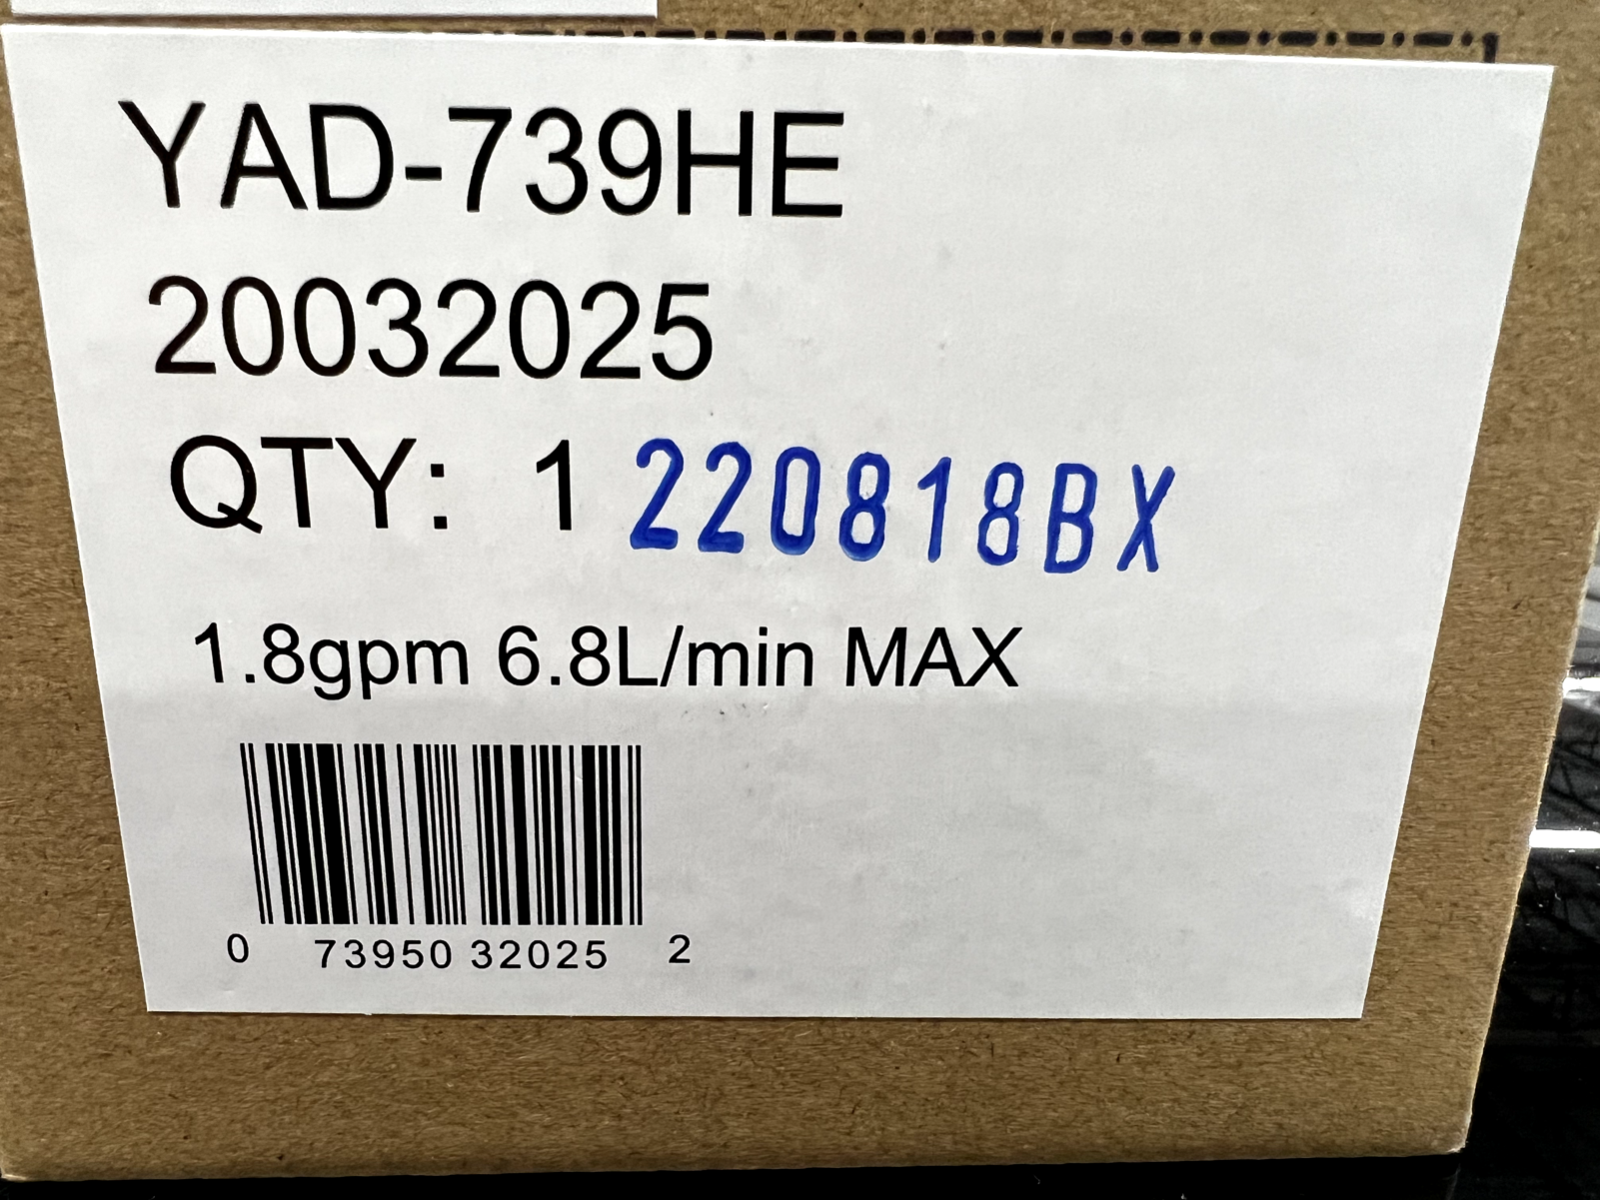 YAD-739HE
20032025
QTY: 1 220818BX
1.8gpm 6.8L/min MAX
0 73950 32025 2